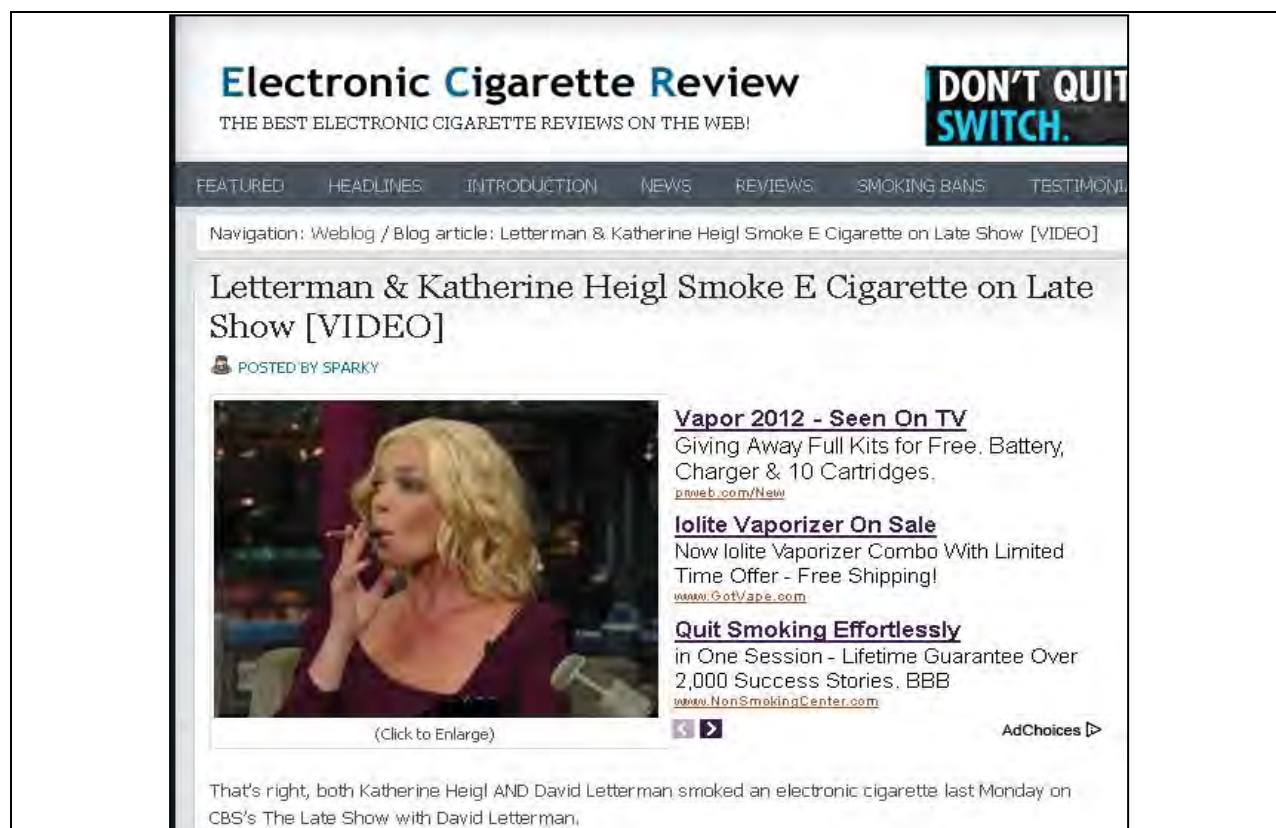 Electronic Cigarette Review
THE BEST ELECTRONIC CIGARETTE REVIEWS ON THE WEB!
DON'T QUIT
SWITCH.
FEATURED HEADLINES INTRODUCTION NEWS REVIEWS SMOKING BANS TESTIMONI
Navigation: Weblog / Blog article: Letterman & Katherine Heigl Smoke E Cigarette on Late Show [VIDEO]
Letterman & Katherine Heigl Smoke E Cigarette on Late
Show [VIDEO]
POSTED BY SPARKY
(Click to Enlarge)
Vapor 2012 - Seen On TV
Giving Away Full Kits for Free. Battery,
Charger & 10 Cartridges.
prweb.com/New
Iolite Vaporizer On Sale
Now Iolite Vaporizer Combo With Limited
Time Offer - Free Shipping!
www.GotVape.com
Quit Smoking Effortlessly
in One Session - Lifetime Guarantee Over
2,000 Success Stories. BBB
www.NonSmokingCenter.com
AdChoices
That's right, both Katherine Heigl AND David Letterman smoked an electronic cigarette last Monday on
CBS's The Late Show with David Letterman.